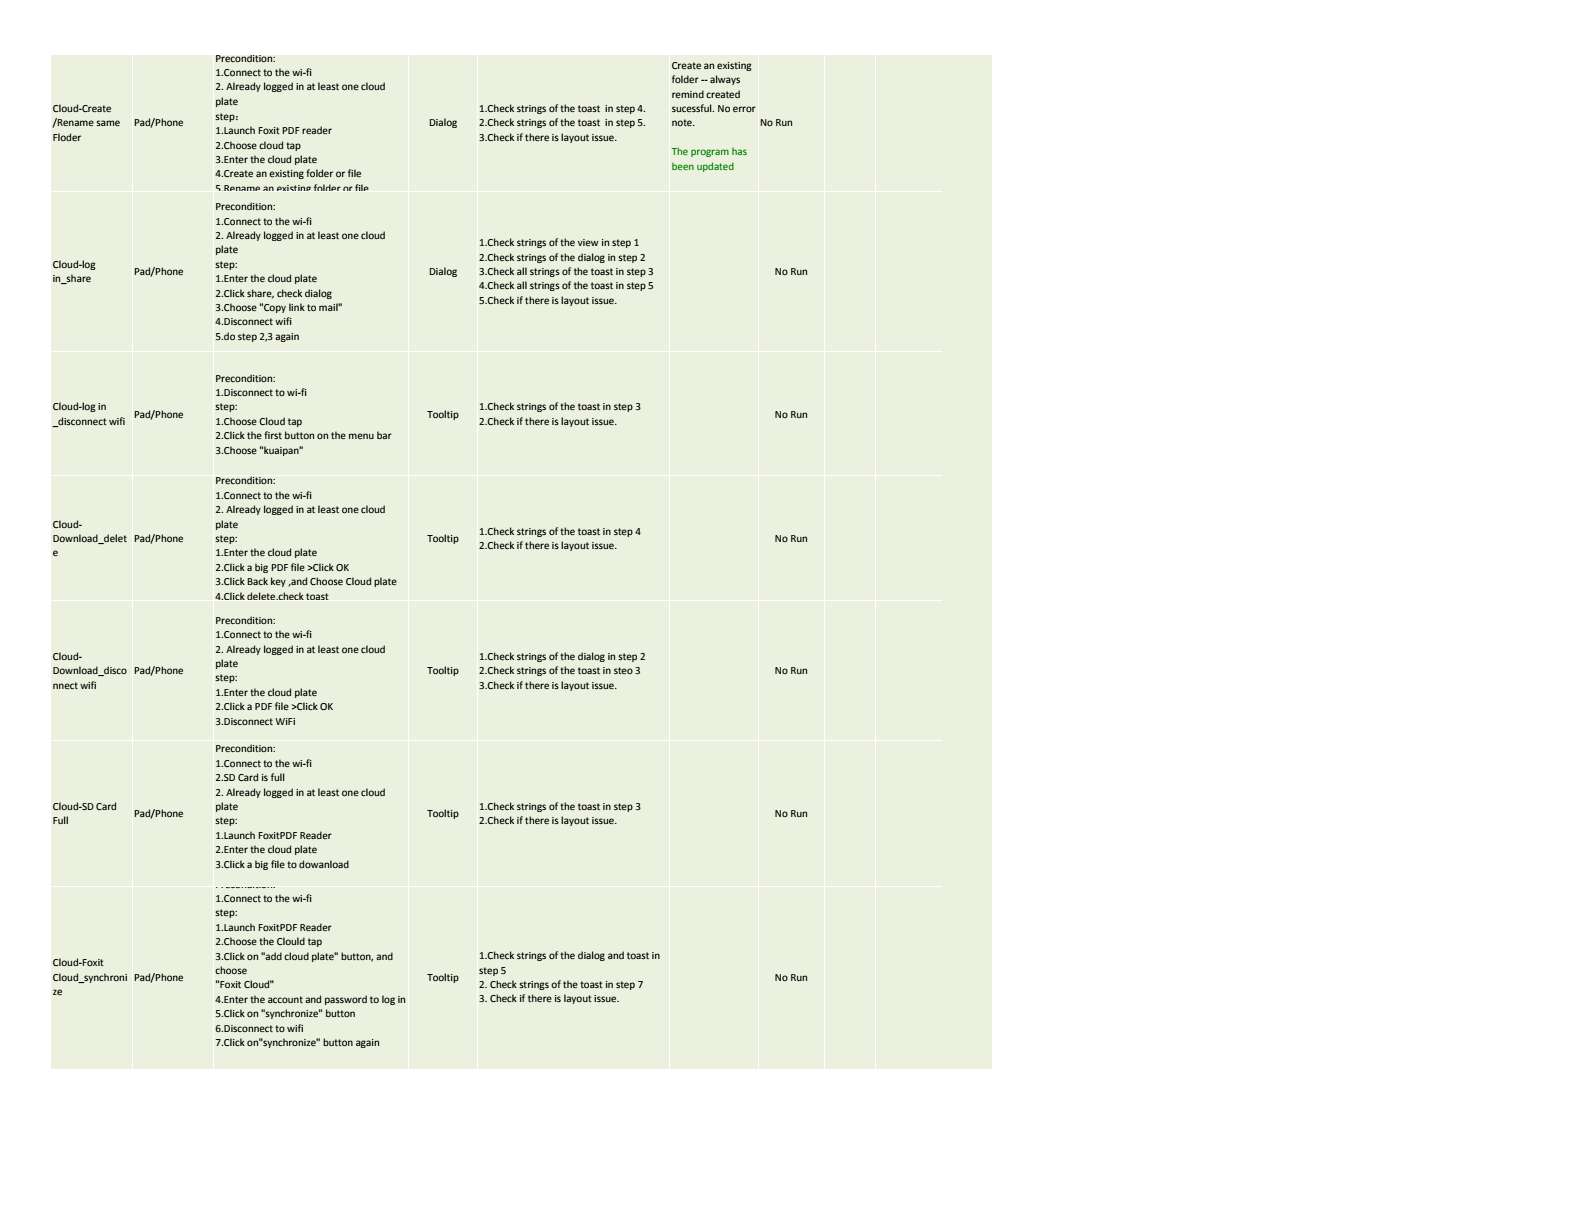 Cloud-Create
/Rename same
Floder
Pad/Phone
Precondition:
1.Connect to the wi-fi
2. Already logged in at least one cloud
plate
step:
1.Launch Foxit PDF reader
2.Choose cloud tap
3.Enter the cloud plate
4.Create an existing folder or file
5.Rename an existing folder or file
Dialog
1.Check strings of the toast  in step 4.
2.Check strings of the toast  in step 5.
3.Check if there is layout issue.
Create an existing
folder -- always
remind created
sucessful. No error
note.
The program has
been updated
No Run
Cloud-log
in_share
Pad/Phone
Precondition:
1.Connect to the wi-fi
2. Already logged in at least one cloud
plate
step:
1.Enter the cloud plate
2.Click share, check dialog
3.Choose "Copy link to mail"
4.Disconnect wifi
5.do step 2,3 again
Dialog
1.Check strings of the view in step 1
2.Check strings of the dialog in step 2
3.Check all strings of the toast in step 3
4.Check all strings of the toast in step 5
5.Check if there is layout issue.
No Run
Cloud-log in
_disconnect wifi
Pad/Phone
Precondition:
1.Disconnect to wi-fi
step:
1.Choose Cloud tap
2.Click the first button on the menu bar
3.Choose "kuaipan"
Tooltip
1.Check strings of the toast in step 3
2.Check if there is layout issue.
No Run
Cloud-
Download_delet
e
Pad/Phone
Precondition:
1.Connect to the wi-fi
2. Already logged in at least one cloud
plate
step:
1.Enter the cloud plate
2.Click a big PDF file >Click OK
3.Click Back key ,and Choose Cloud plate
4.Click delete,check toast
Tooltip
1.Check strings of the toast in step 4
2.Check if there is layout issue.
No Run
Cloud-
Download_disco
nnect wifi
Pad/Phone
Precondition:
1.Connect to the wi-fi
2. Already logged in at least one cloud
plate
step:
1.Enter the cloud plate
2.Click a PDF file >Click OK
3.Disconnect WiFi
Tooltip
1.Check strings of the dialog in step 2
2.Check strings of the toast in steo 3
3.Check if there is layout issue.
No Run
Cloud-SD Card
Full
Pad/Phone
Precondition:
1.Connect to the wi-fi
2.SD Card is full
2. Already logged in at least one cloud
plate
step:
1.Launch FoxitPDF Reader
2.Enter the cloud plate
3.Click a big file to dowanload
Tooltip
1.Check strings of the toast in step 3
2.Check if there is layout issue.
No Run
Cloud-Foxit
Cloud_synchroni
ze
Pad/Phone
1.Connect to the wi-fi
step:
1.Launch FoxitPDF Reader
2.Choose the Clould tap
3.Click on "add cloud plate" button, and
choose
"Foxit Cloud"
4.Enter the account and password to log in
5.Click on "synchronize" button
6.Disconnect to wifi
7.Click on"synchronize" button again
Tooltip
1.Check strings of the dialog and toast in
step 5
2. Check strings of the toast in step 7
3. Check if there is layout issue.
No Run